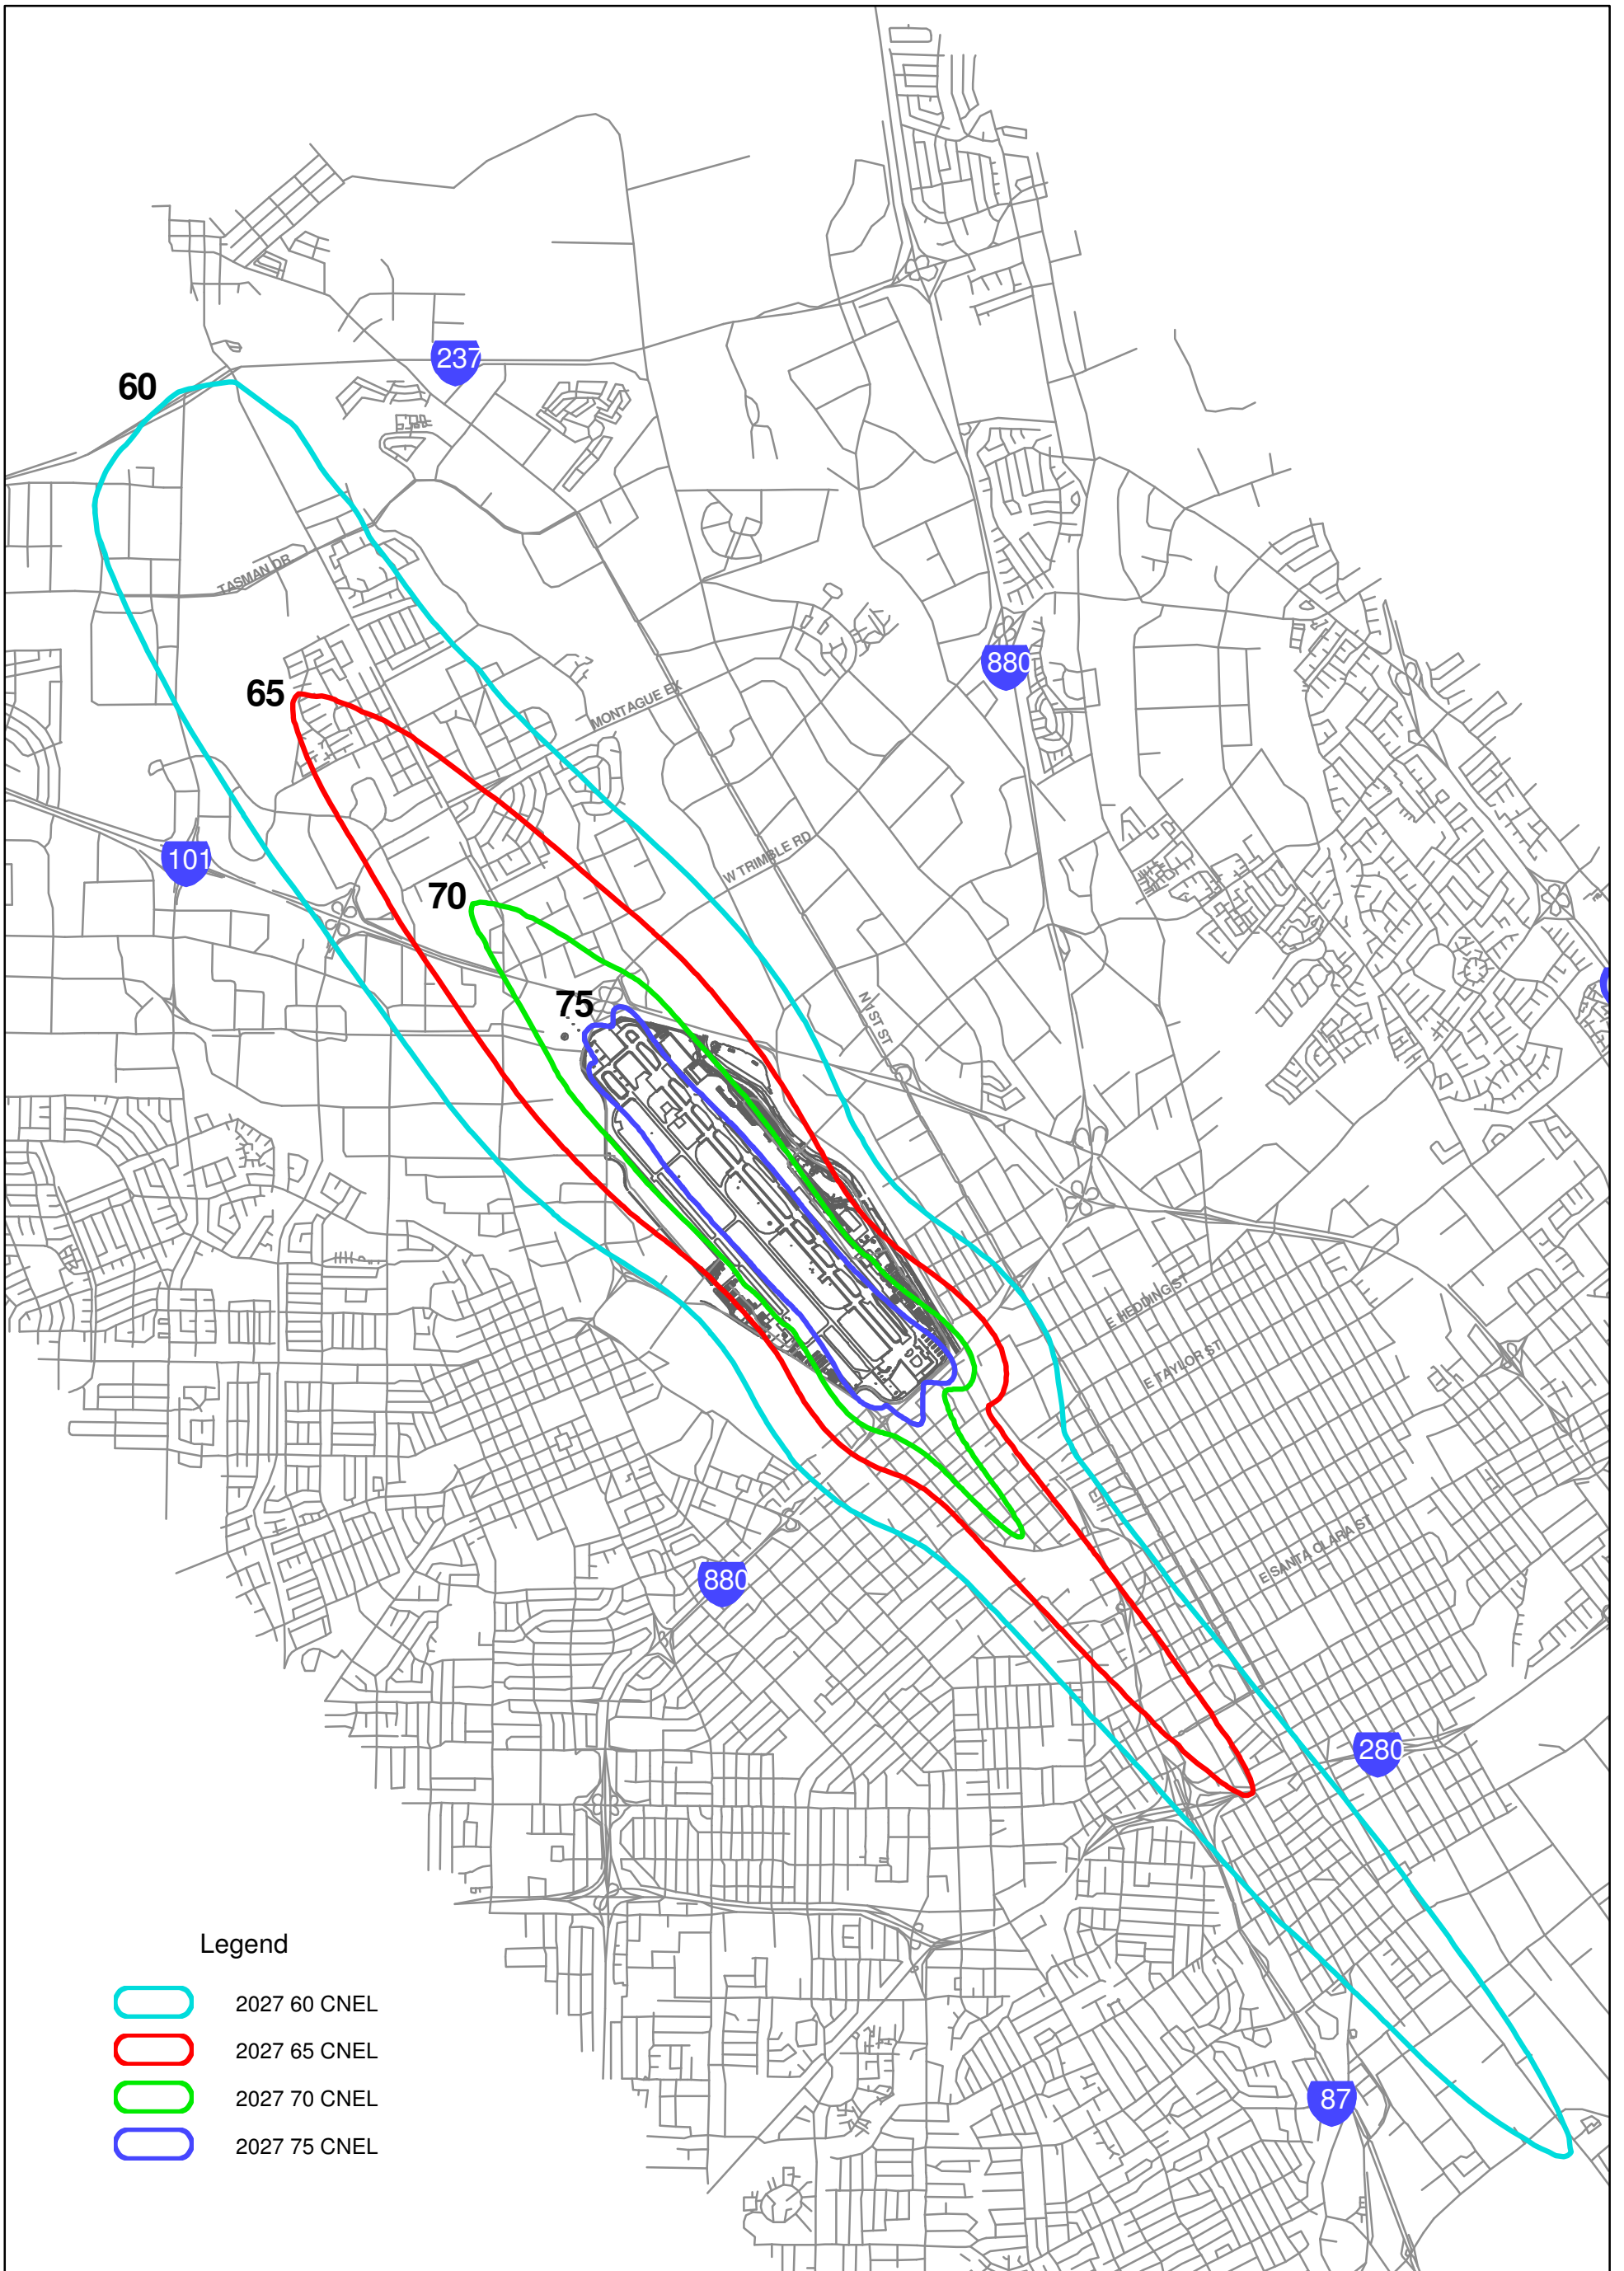 237
60
TASMAN DR
880
65
MONTAGUE EX
W TRIMBLE RD
101
70
75
N 1ST ST
E HEDDING ST
E TAYLOR ST
E SANTA CLARA ST
880
280
Legend
2027 60 CNEL
2027 65 CNEL
2027 70 CNEL
87
2027 75 CNEL